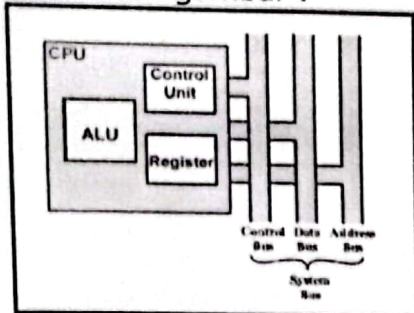 CPU
Control
Unit
ALU
Register
Control Data Address
Bus Bus Bus
System
Bus